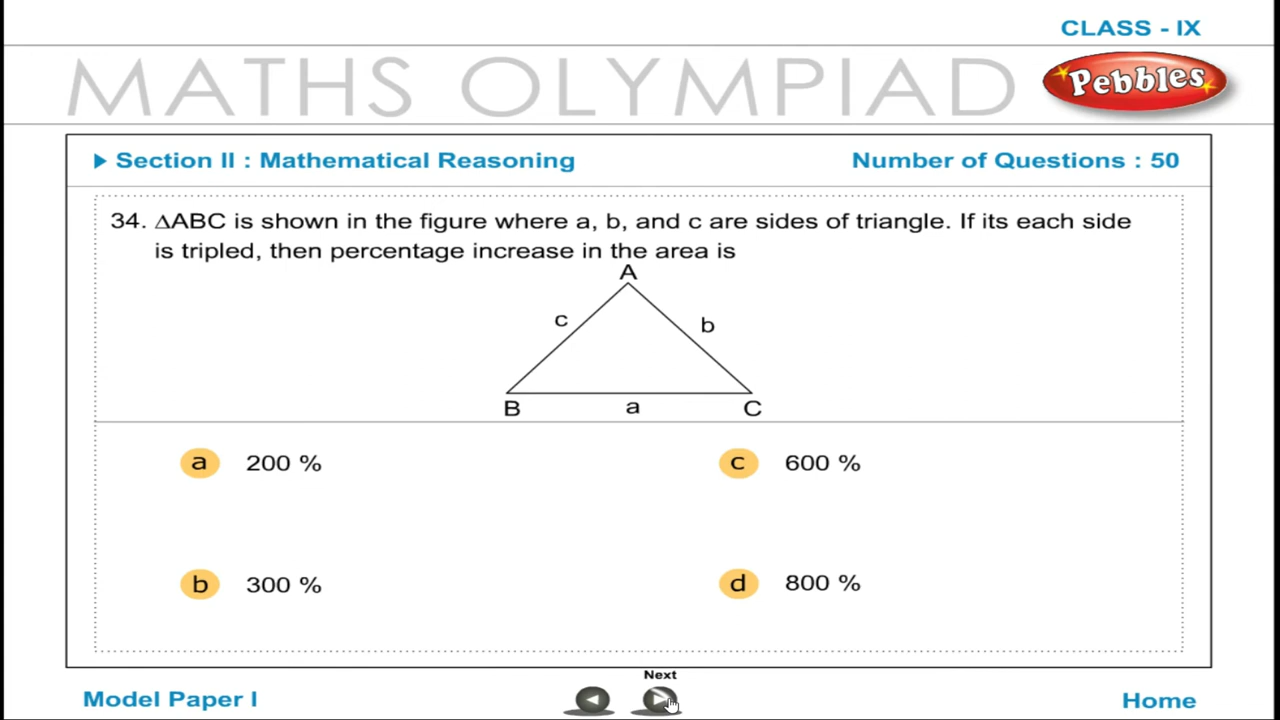 CLASS - IX
MATHS OLYMPIAD
Pebbles
Section II : Mathematical Reasoning
Number of Questions : 50
34. ∆ABC is shown in the figure where a, b, and c are sides of triangle. If its each side
is tripled, then percentage increase in the area is
A
c
b
B
a
C
a 200 %
c 600 %
b 300 %
d 800 %
Next
Model Paper I
Home